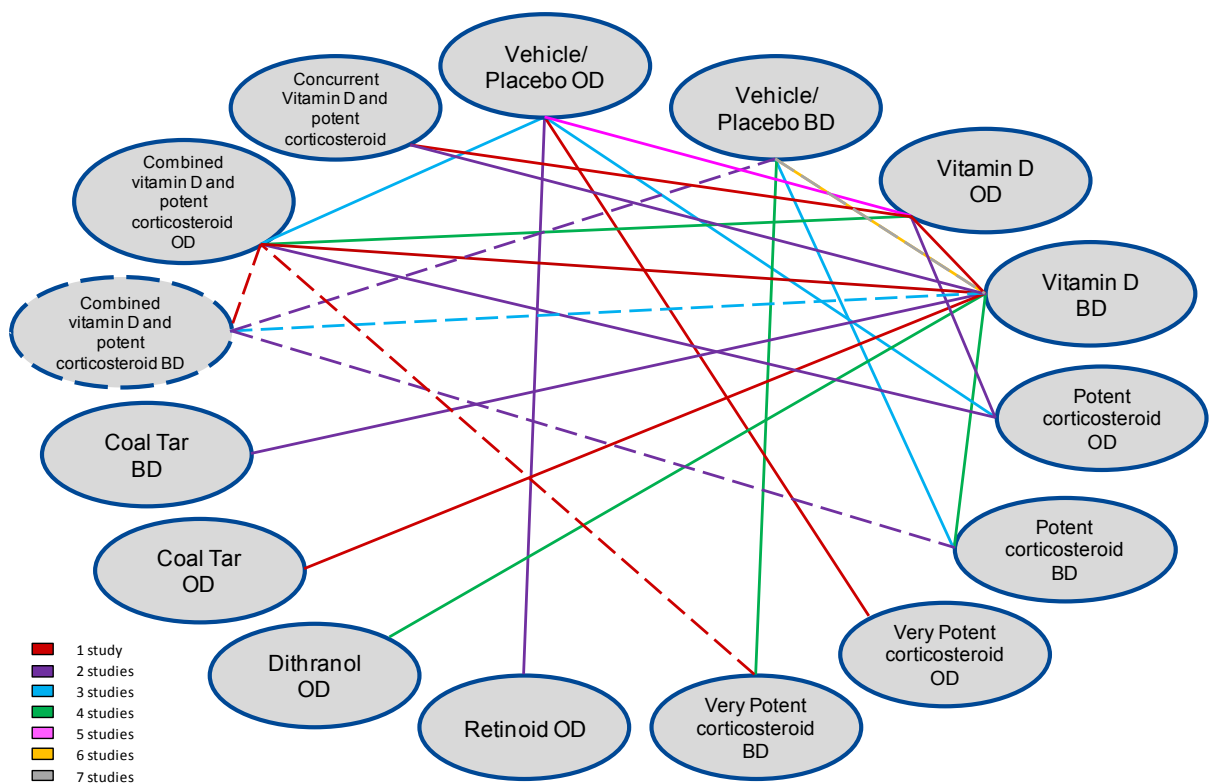 Vehicle/
Placebo OD
Concurrent
Vitamin D and
potent
corticosteroid
Vehicle/
Placebo BD
Combined
vitamin D and
potent
corticosteroid
OD
Vitamin D
OD
Combined
vitamin D and
potent
corticosteroid BD
Vitamin D
BD
Coal Tar
BD
Potent
corticosteroid
OD
Coal Tar
OD
Potent
corticosteroid
BD
Dithranol
OD
Very Potent
corticosteroid
OD
Retinoid OD
Very Potent
corticosteroid
BD
1 study
2 studies
3 studies
4 studies
5 studies
6 studies
7 studies